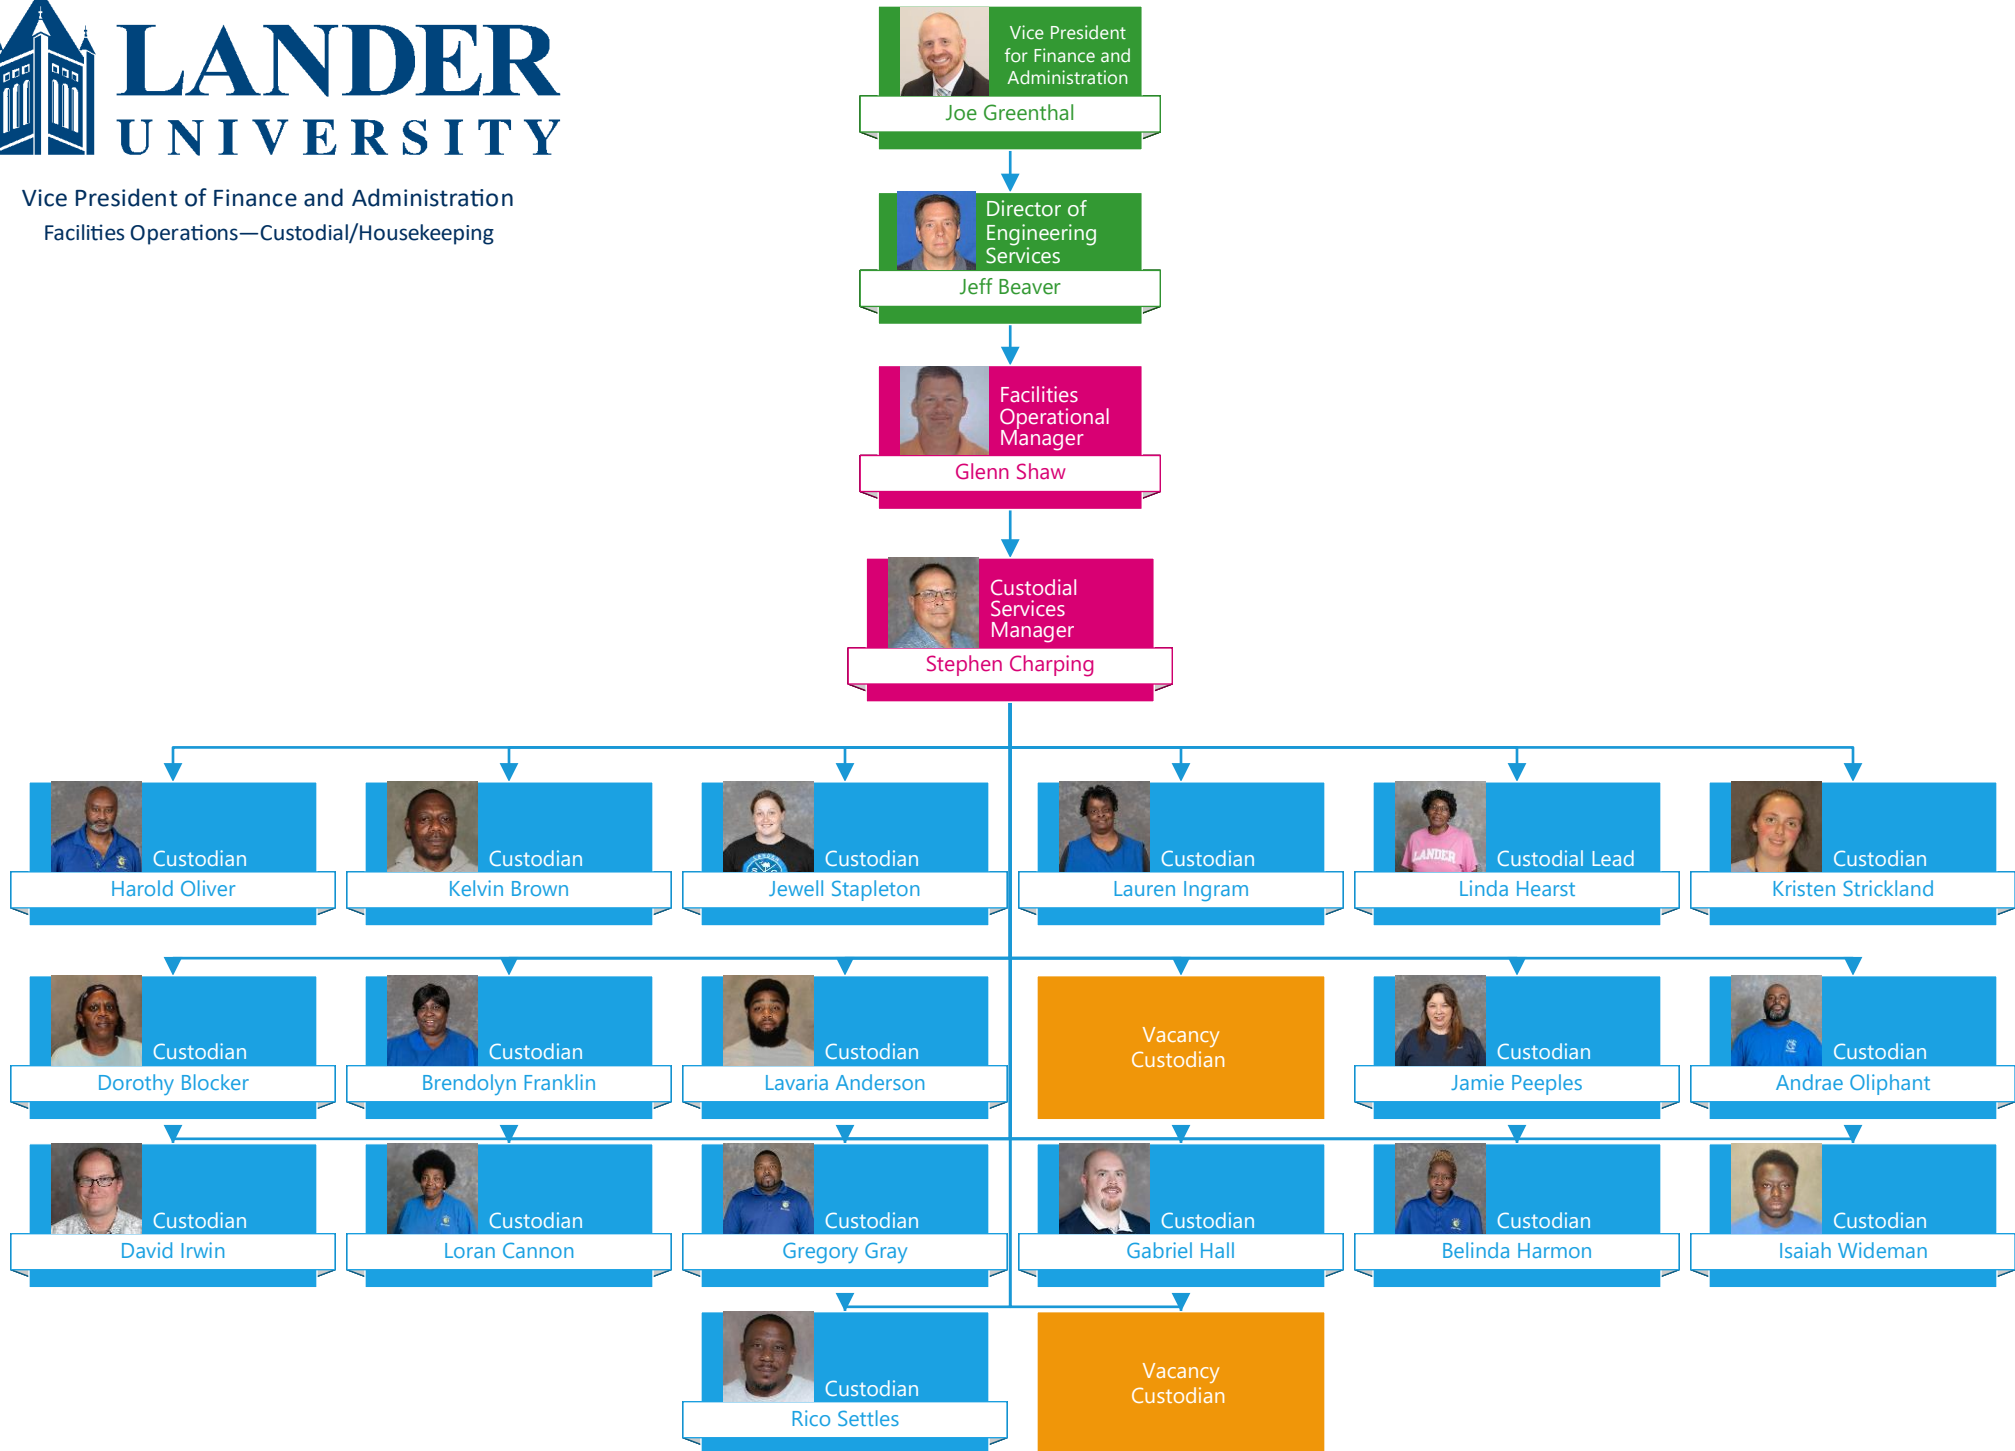 LANDER
UNIVERSITY
Vice President of Finance and Administration
Facilities Operations—Custodial/Housekeeping
Vice President
for Finance and
Administration
Joe Greenthal
Director of
Engineering
Services
Jeff Beaver
Facilities
Operational
Manager
Glenn Shaw
Custodial
Services
Manager
Stephen Charping
Custodian
Harold Oliver
Custodian
Kelvin Brown
Custodian
Jewell Stapleton
Custodian
Lauren Ingram
LANDER
Custodial Lead
Linda Hearst
Custodian
Kristen Strickland
Custodian
Dorothy Blocker
Custodian
Brendolyn Franklin
Custodian
Lavaria Anderson
Vacancy
Custodian
Custodian
Jamie Peeples
Custodian
Andrae Oliphant
Custodian
David Irwin
Custodian
Loran Cannon
Custodian
Gregory Gray
Custodian
Gabriel Hall
Custodian
Belinda Harmon
Custodian
Isaiah Wideman
Custodian
Rico Settles
Vacancy
Custodian